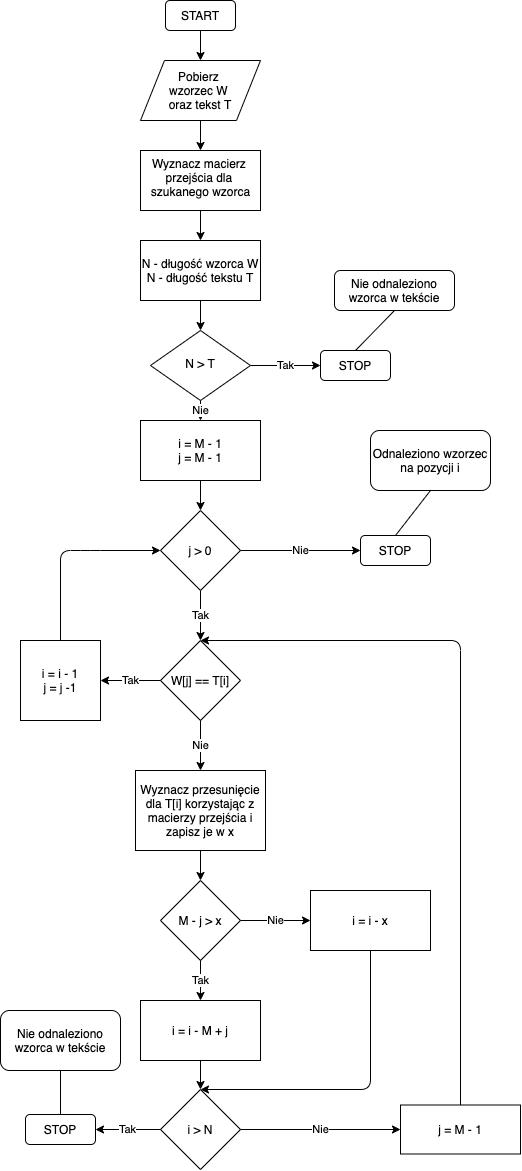 START
Pobierz
wzorzec W
oraz tekst T
Wyznacz macierz
przejścia dla
szukanego wzorca
N - długość wzorca W
N - długość tekstu T
Nie odnaleziono
wzorca w tekście
N > T
Tak
STOP
Nie
i = M - 1
j = M - 1
Odnaleziono wzorzec
na pozycji i
j > 0
Nie
STOP
Tak
i = i - 1
j = j -1
Tak
W[j] == T[i]
Nie
Wyznacz przesunięcie
dla T[i] korzystając z
macierzy przejścia i
zapisz je w x
M - j > x
Nie
i = i - x
Tak
i = i - M + j
Nie odnaleziono
wzorca w tekście
STOP
Tak
i > N
Nie
j = M - 1